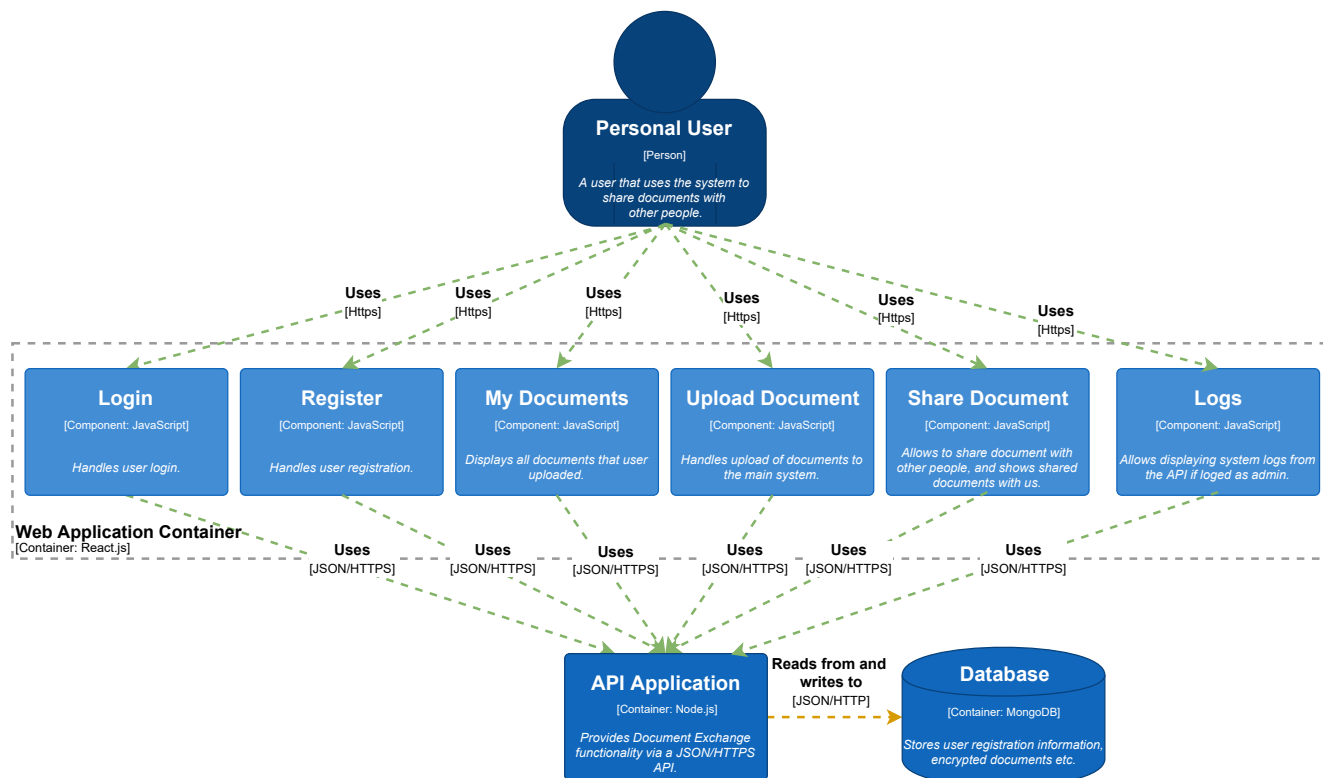 Personal User
[Person]
A user that uses the system to
share documents with
other people.
Uses
[Https]
Uses
[Https]
Uses
[Https]
Uses
[Https]
Uses
[Https]
Uses
[Https]
Login
[Component: JavaScript]
Handles user login.
Register
[Component: JavaScript]
Handles user registration.
My Documents
[Component: JavaScript]
Displays all documents that user
uploaded.
Upload Document
[Component: JavaScript]
Handles upload of documents to
the main system.
Share Document
[Component: JavaScript]
Allows to share document with
other people, and shows shared
documents with us.
Logs
[Component: JavaScript]
Allows displaying system logs from
the API if loged as admin.
Web Application Container
[Container: React.js]
Uses
[JSON/HTTPS]
Uses
[JSON/HTTPS]
Uses
[JSON/HTTPS]
Uses
[JSON/HTTPS]
Uses
[JSON/HTTPS]
Uses
[JSON/HTTPS]
API Application
[Container: Node.js]
Provides Document Exchange
functionality via a JSON/HTTPS
API.
Reads from and
writes to
[JSON/HTTP]
Database
[Container: MongoDB]
Stores user registration information,
encrypted documents etc.